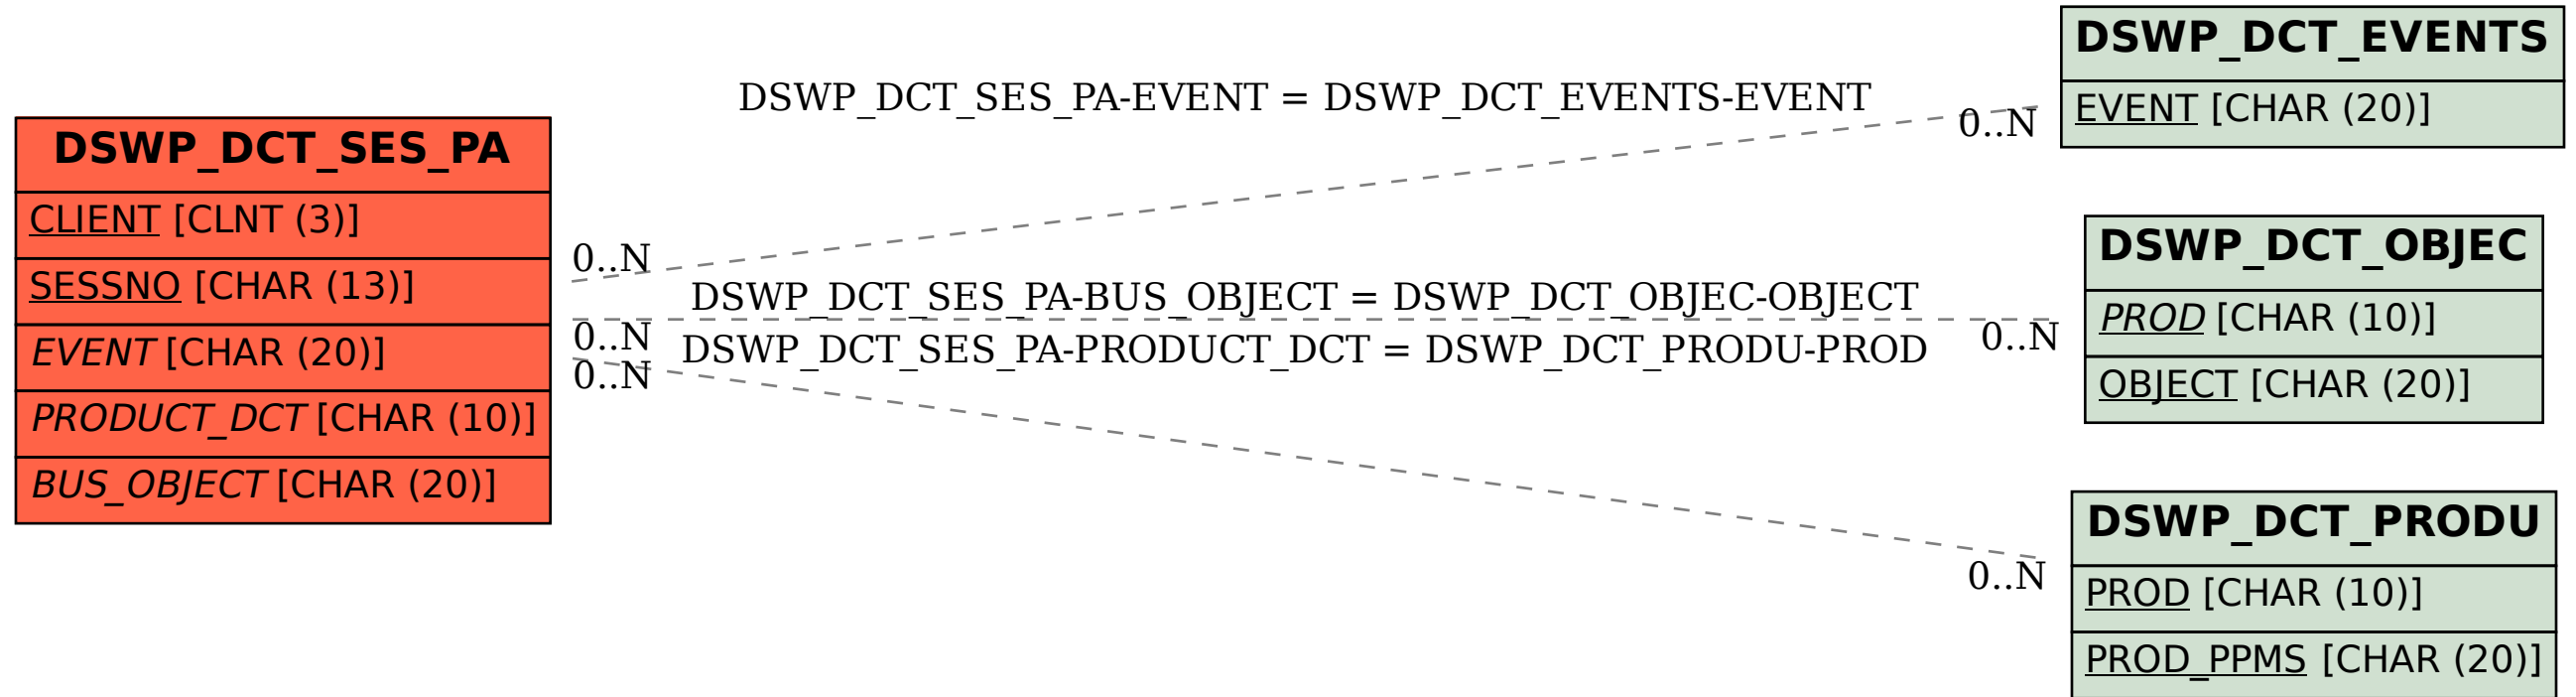 DSWP_DCT_SES_PA
CLIENT [CLNT (3)]
SESSNO [CHAR (13)]
EVENT [CHAR (20)]
PRODUCT_DCT [CHAR (10)]
BUS_OBJECT [CHAR (20)]
DSWP_DCT_SES_PA-EVENT = DSWP_DCT_EVENTS-EVENT
0..N
0..N
DSWP_DCT_SES_PA-BUS_OBJECT = DSWP_DCT_OBJEC-OBJECT
0..N
0..N
DSWP_DCT_SES_PA-PRODUCT_DCT = DSWP_DCT_PRODU-PROD
0..N
0..N
DSWP_DCT_EVENTS
EVENT [CHAR (20)]
DSWP_DCT_OBJEC
PROD [CHAR (10)]
OBJECT [CHAR (20)]
DSWP_DCT_PRODU
PROD [CHAR (10)]
PROD_PPMS [CHAR (20)]